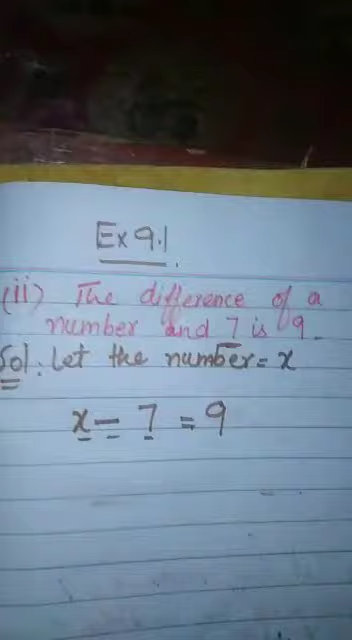 Ex 9.1
(ii) The difference of a
number and 7 is 9.
Sol: Let the number = x
x - 7 = 9